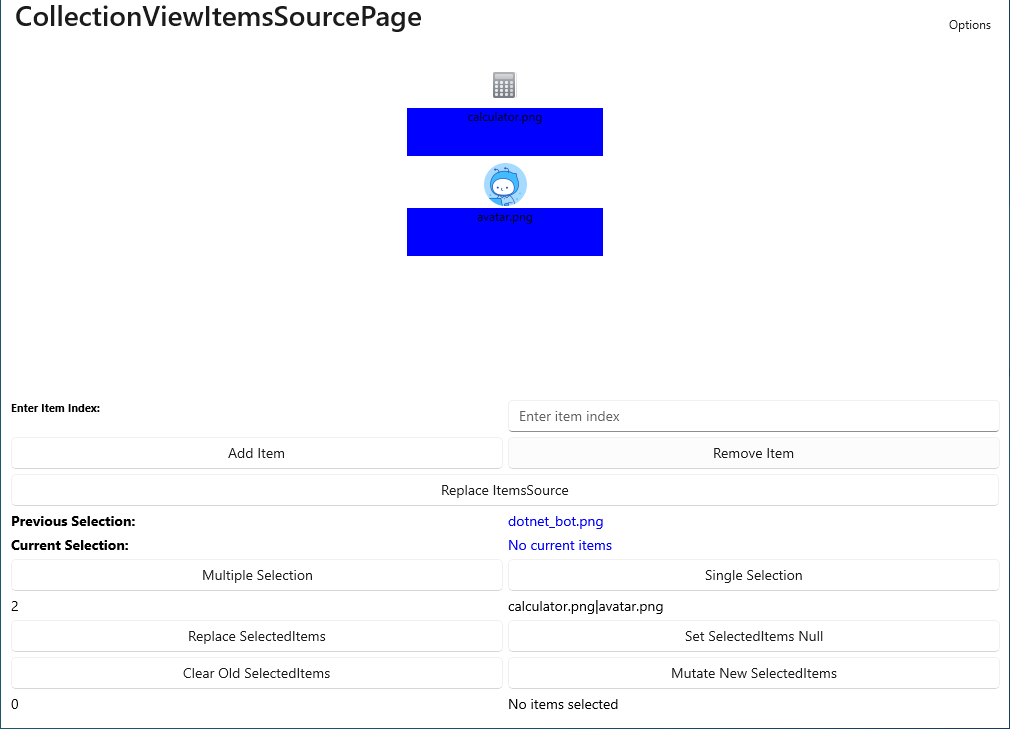 CollectionViewItemsSourcePage
Options
calculator.png
avatar.png
Enter Item Index:
Enter item index
Add Item
Remove Item
Replace ItemsSource
Previous Selection:
dotnet_bot.png
Current Selection:
No current items
Multiple Selection
Single Selection
2
calculator.png|avatar.png
Replace SelectedItems
Set SelectedItems Null
Clear Old SelectedItems
Mutate New SelectedItems
0
No items selected